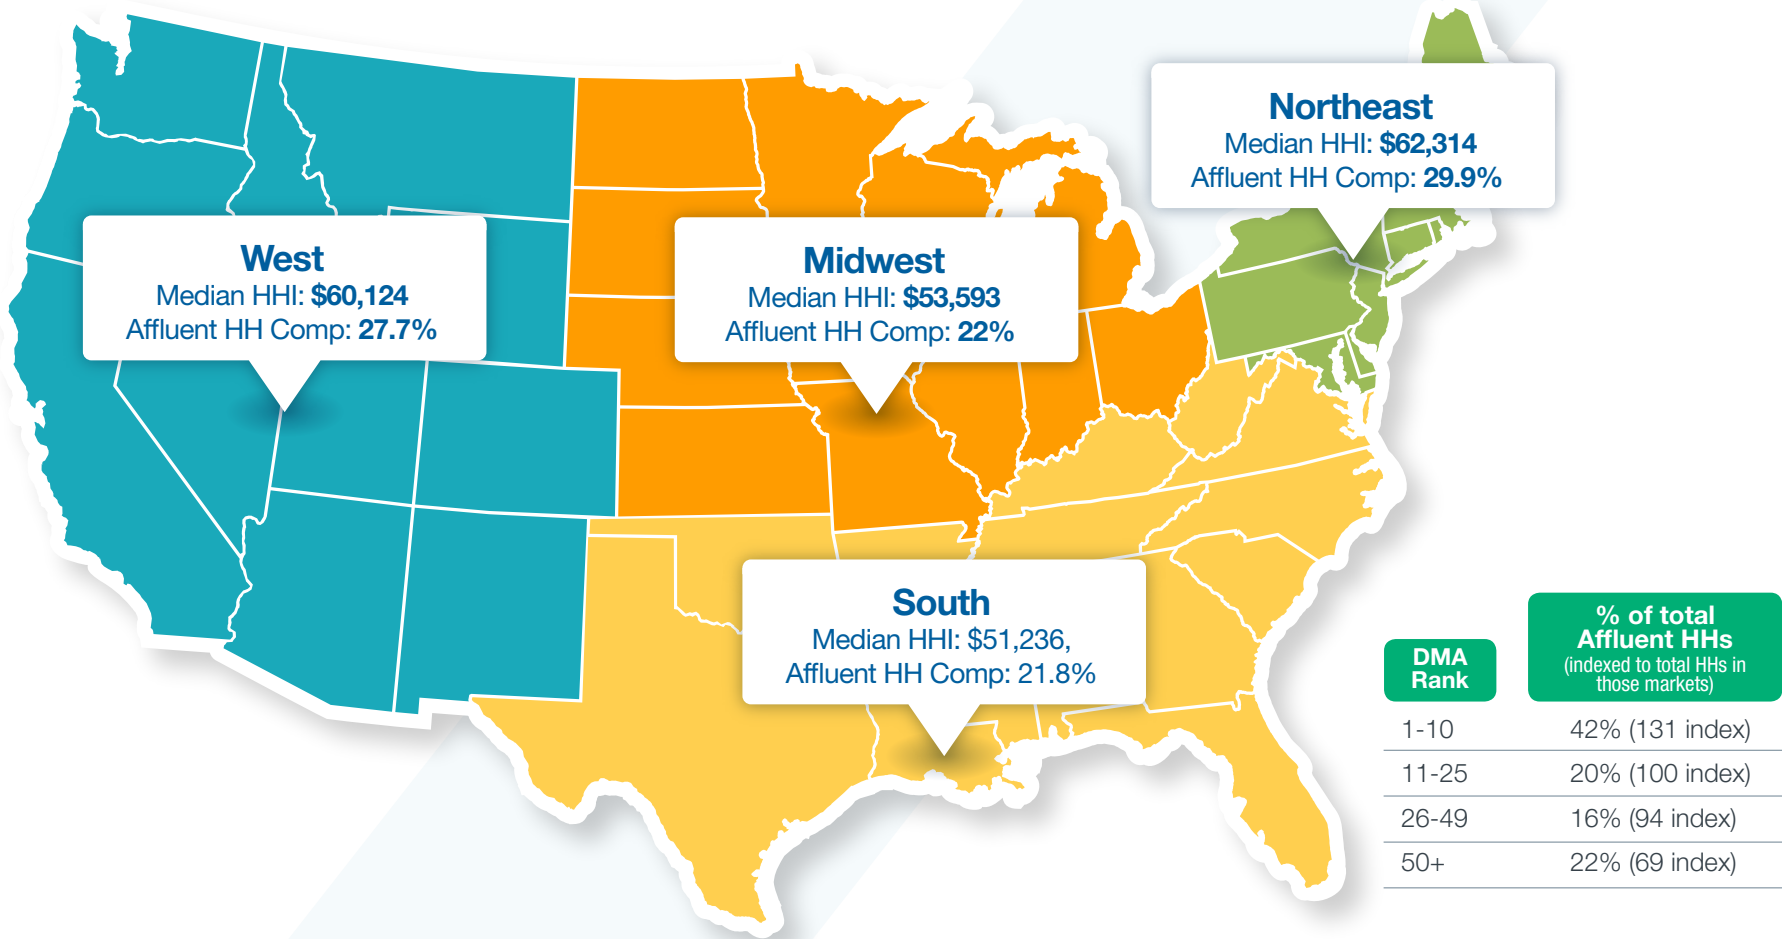 Northeast
Median HHI: $62,314
Affluent HH Comp: 29.9%
West
Median HHI: $60,124
Affluent HH Comp: 27.7%
Midwest
Median HHI: $53,593
Affluent HH Comp: 22%
South
Median HHI: $51,236,
Affluent HH Comp: 21.8%
DMA
Rank
% of total
Affluent HHs
(indexed to total HHs in
those markets)
1-10 42% (131 index)
11-25 20% (100 index)
26-49 16% (94 index)
50+ 22% (69 index)